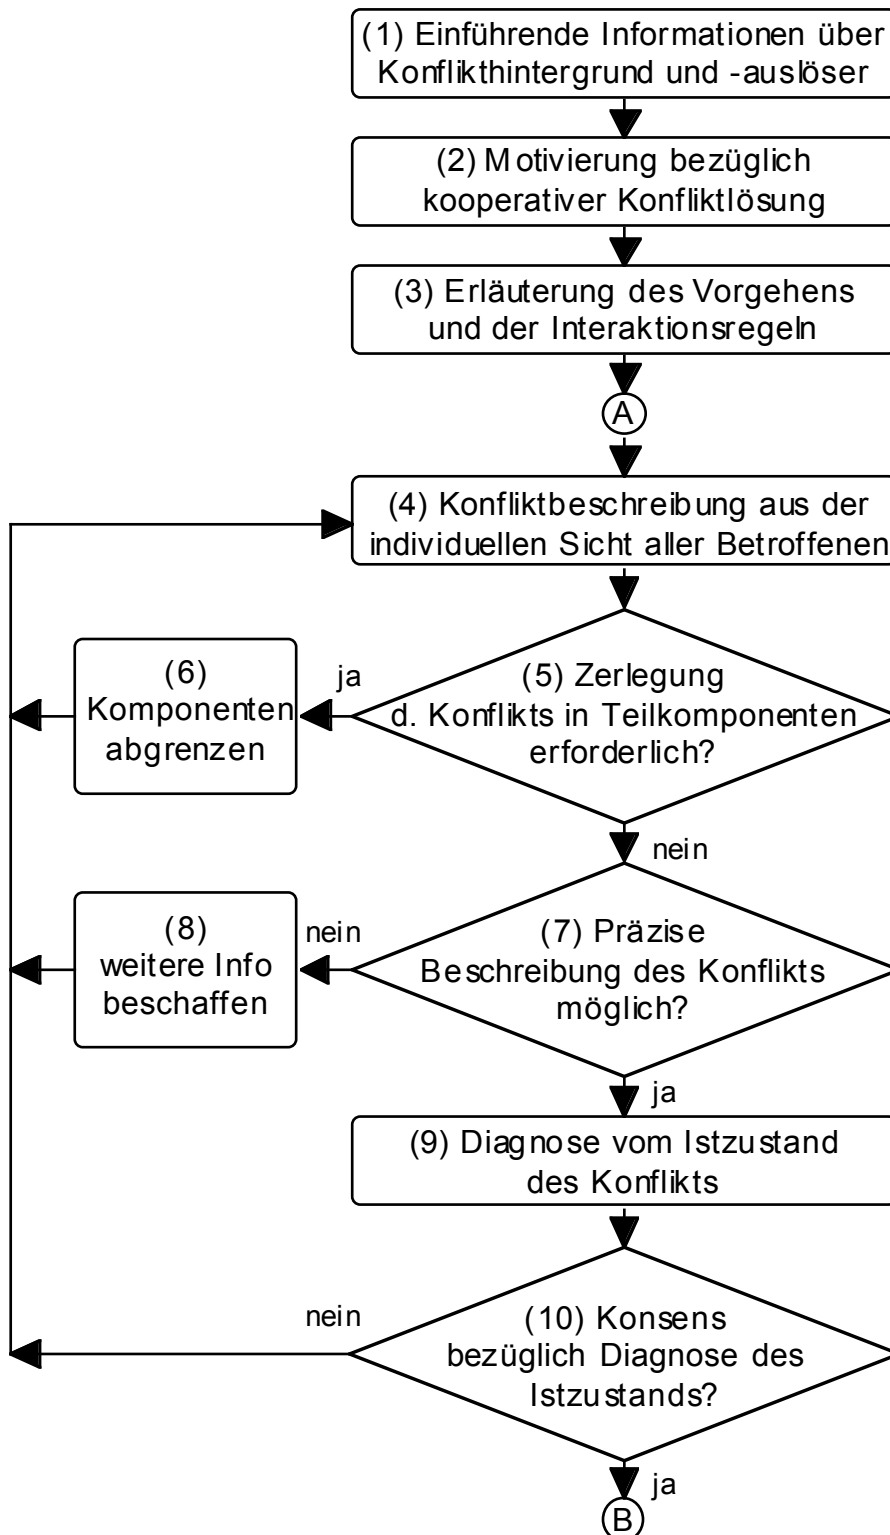 (1) Einführende Informationen über
Konflikthintergrund und -auslöser
(2) Motivierung bezüglich
kooperativer Konfliktlösung
(3) Erläuterung des Vorgehens
und der Interaktionsregeln
A
(4) Konfliktbeschreibung aus der
individuellen Sicht aller Betroffenen
(5) Zerlegung
d. Konflikts in Teilkomponenten
erforderlich?
ja
(6)
Komponenten
abgrenzen
nein
(7) Präzise
Beschreibung des Konflikts
möglich?
nein
(8)
weitere Info
beschaffen
ja
(9) Diagnose vom Istzustand
des Konflikts
(10) Konsens
bezüglich Diagnose des
Istzustands?
nein
ja
B